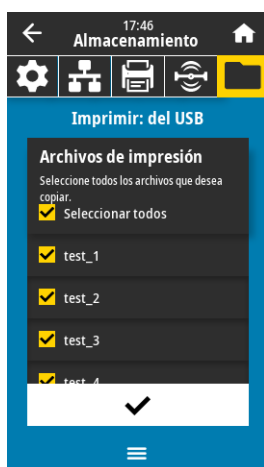 17:46
Almacenamiento
Imprimir: del USB
Archivos de impresión
Seleccione todos los archivos que desea
copiar.
Seleccionar todos
test_1
test_2
test_3
test_4